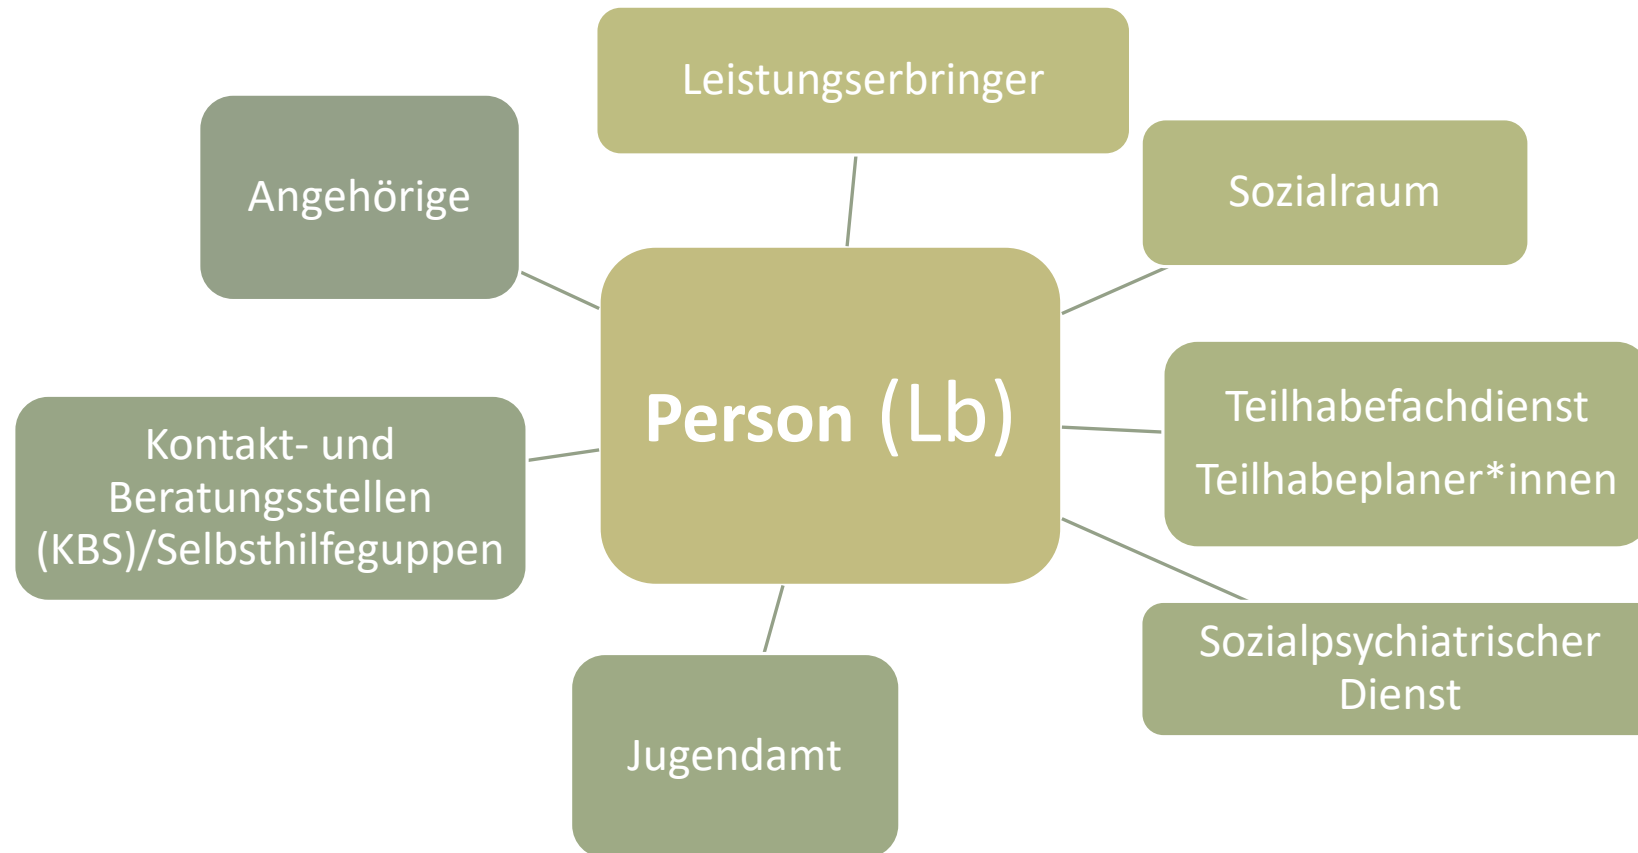 Leistungserbringer
Angehörige
Sozialraum
Person (Lb)
Teilhabefachdienst
Teilhabeplaner*innen
Kontakt- und
Beratungsstellen
(KBS)/Selbsthilfeguppen
Sozialpsychiatrischer
Dienst
Jugendamt